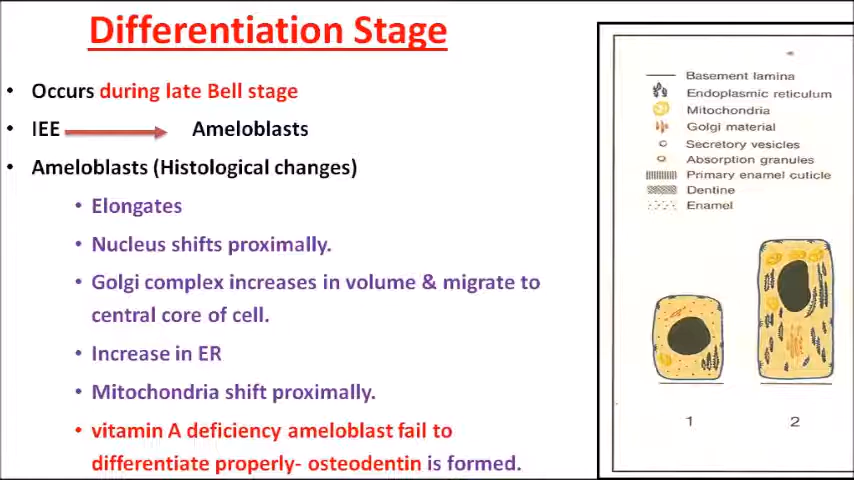 Differentiation Stage
• Occurs during late Bell stage
• IEE Ameloblasts
• Ameloblasts (Histological changes)
• Elongates
• Nucleus shifts proximally.
• Golgi complex increases in volume & migrate to
central core of cell.
• Increase in ER
• Mitochondria shift proximally.
• vitamin A deficiency ameloblast fail to
differentiate properly- osteodentin is formed.
Basement lamina
Endoplasmic reticulum
Mitochondria
Golgi material
Secretory vesicles
Absorption granules
Primary enamel cuticle
Dentine
Enamel
1 2